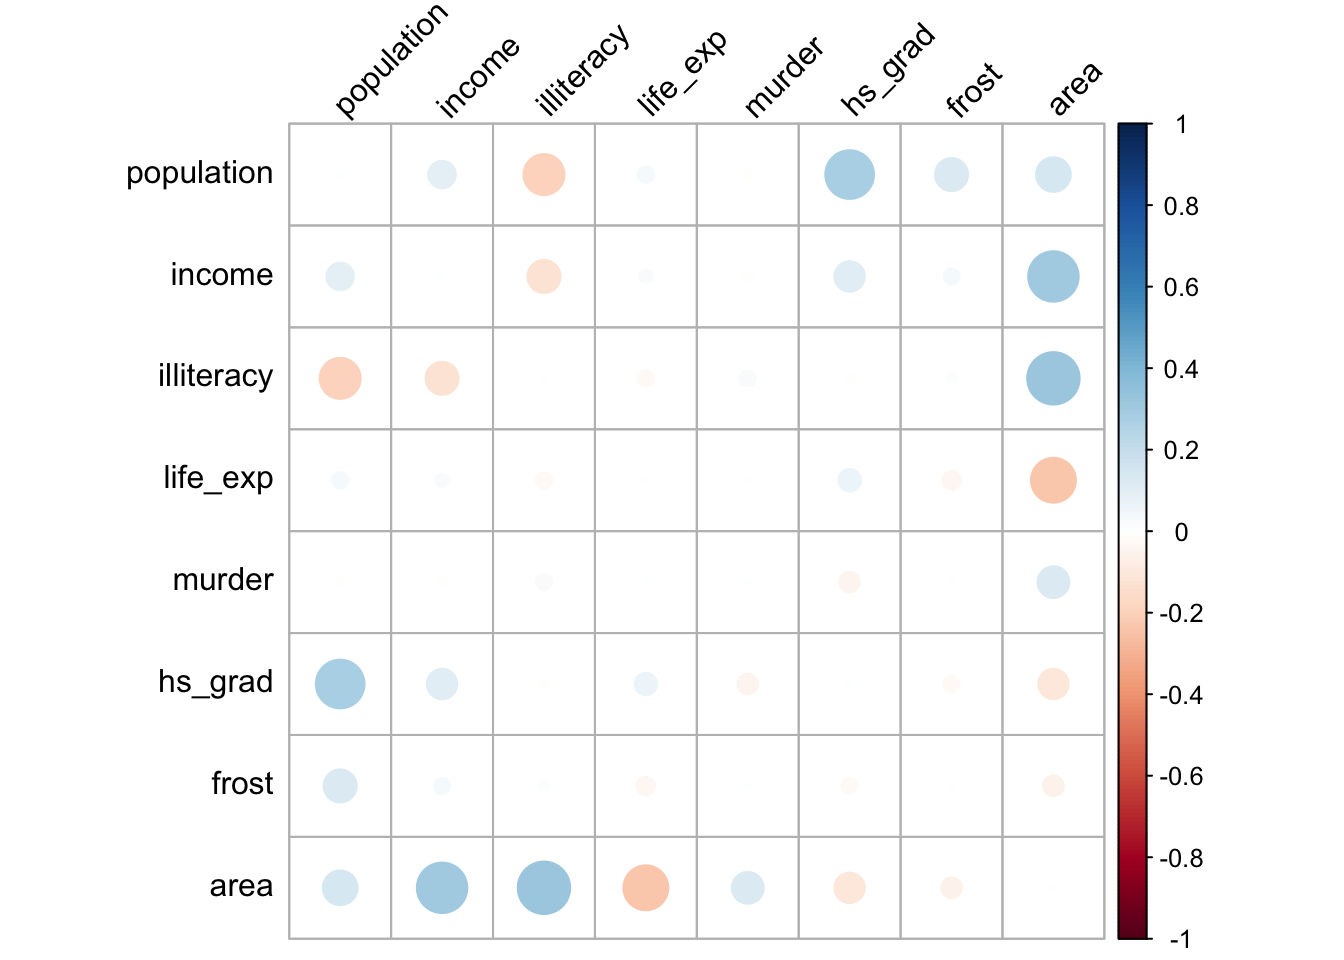 population
income
illiteracy
life_exp
murder
hs_grad
frost
area
population
income
illiteracy
life_exp
murder
hs_grad
frost
area
1
0.8
0.6
0.4
0.2
0
-0.2
-0.4
-0.6
-0.8
-1